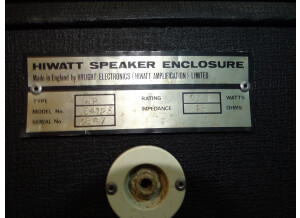 HIWATT SPEAKER ENCLOSURE
Made in England by HYLIGHT ELECTRONICS (HIWATT AMPLIFICATION) LIMITED
TYPE RATING WATTS
MODEL No. IMPEDANCE OHMS
SERIAL No.